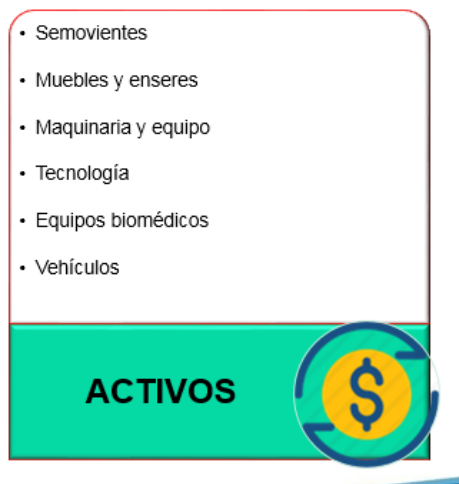 • Semovientes
• Muebles y enseres
• Maquinaria y equipo
• Tecnología
• Equipos biomédicos
• Vehículos
ACTIVOS
$